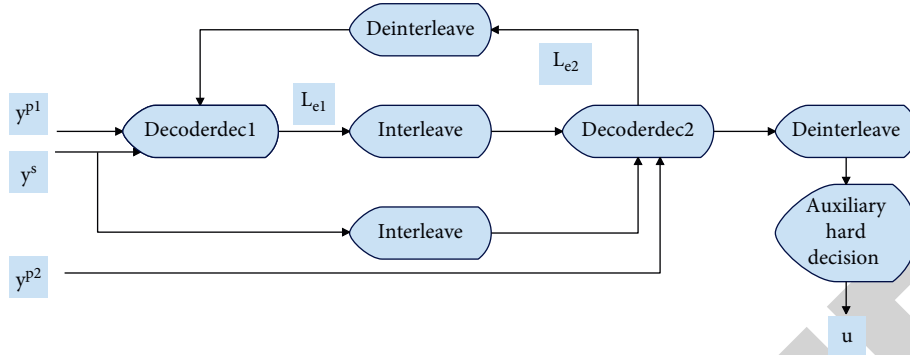 Deinterleave
L_e2
L_e1
y^p1
Decoderdec1
Interleave
Decoderdec2
Deinterleave
y^s
Interleave
Auxiliary
hard
decision
y^p2
u